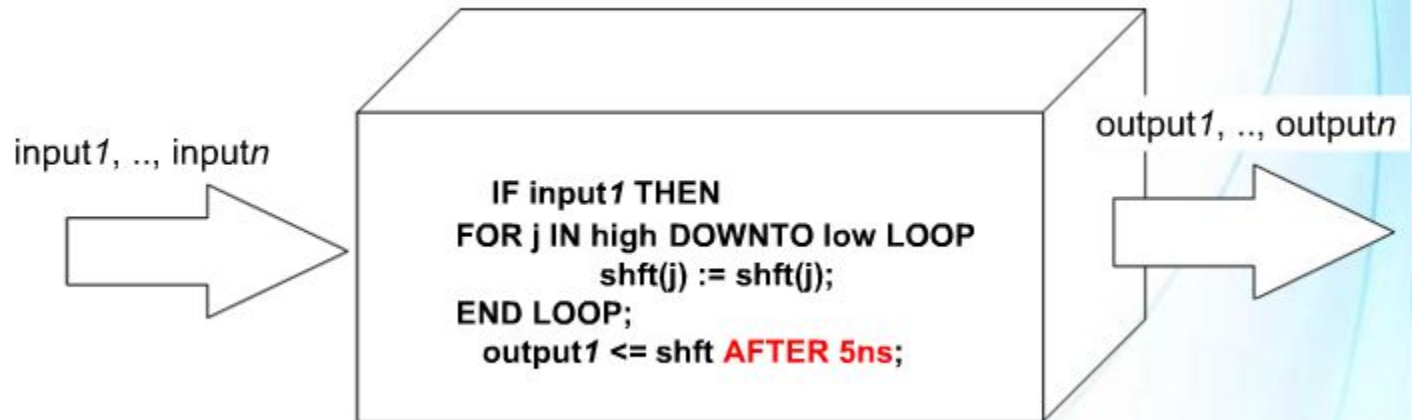 input1, .., inputn
output1, .., outputn
IF input1 THEN
FOR j IN high DOWNTO low LOOP
shft(j) := shft(j);
END LOOP;
output1 <= shft AFTER 5ns;